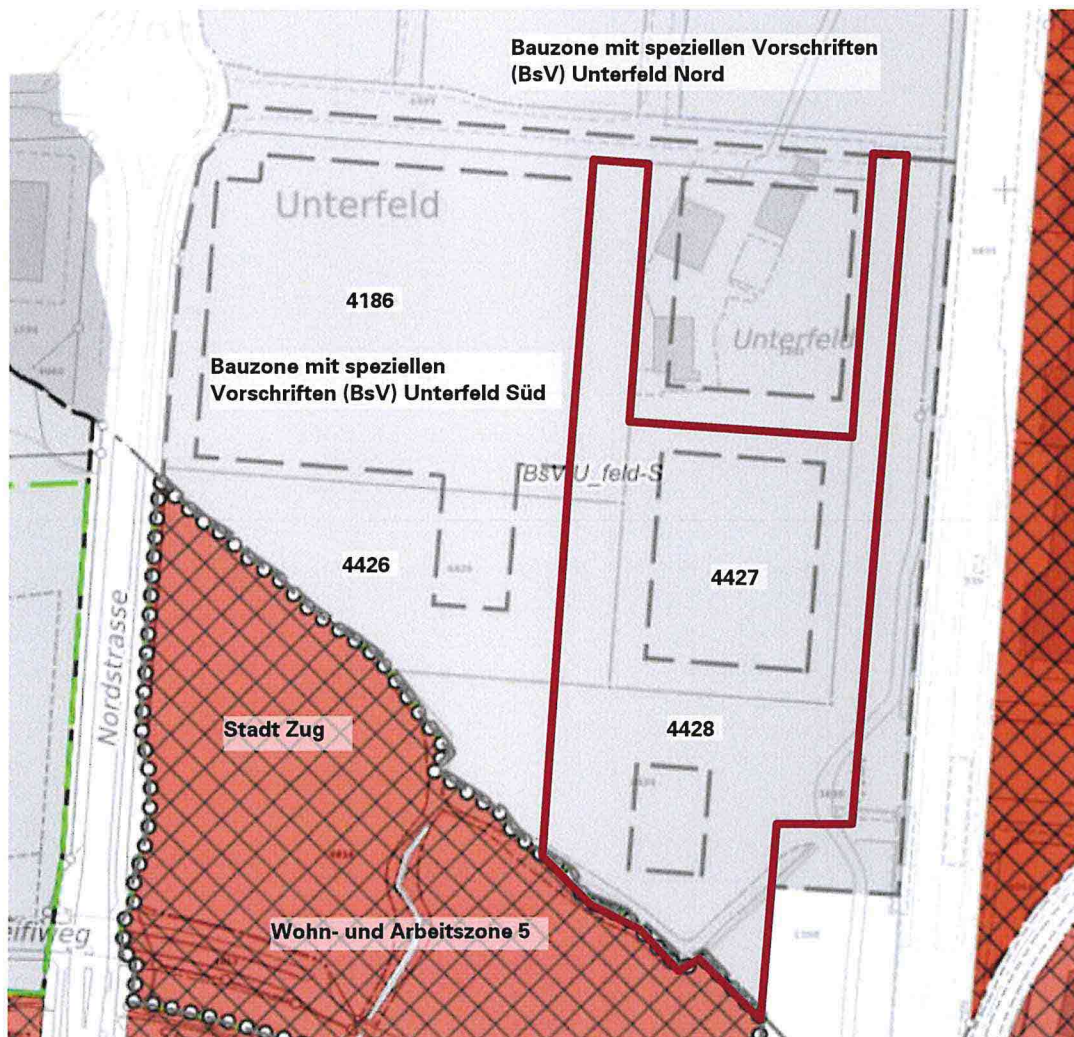 Bauzone mit speziellen Vorschriften
(BsV) Unterfeld Nord
Unterfeld
4186
Unterfeld
Bauzone mit speziellen
Vorschriften (BsV) Unterfeld Süd
BsV U_feld-S
4426
4427
Nordstrasse
Stadt Zug
4428
Wohn- und Arbeitszone 5